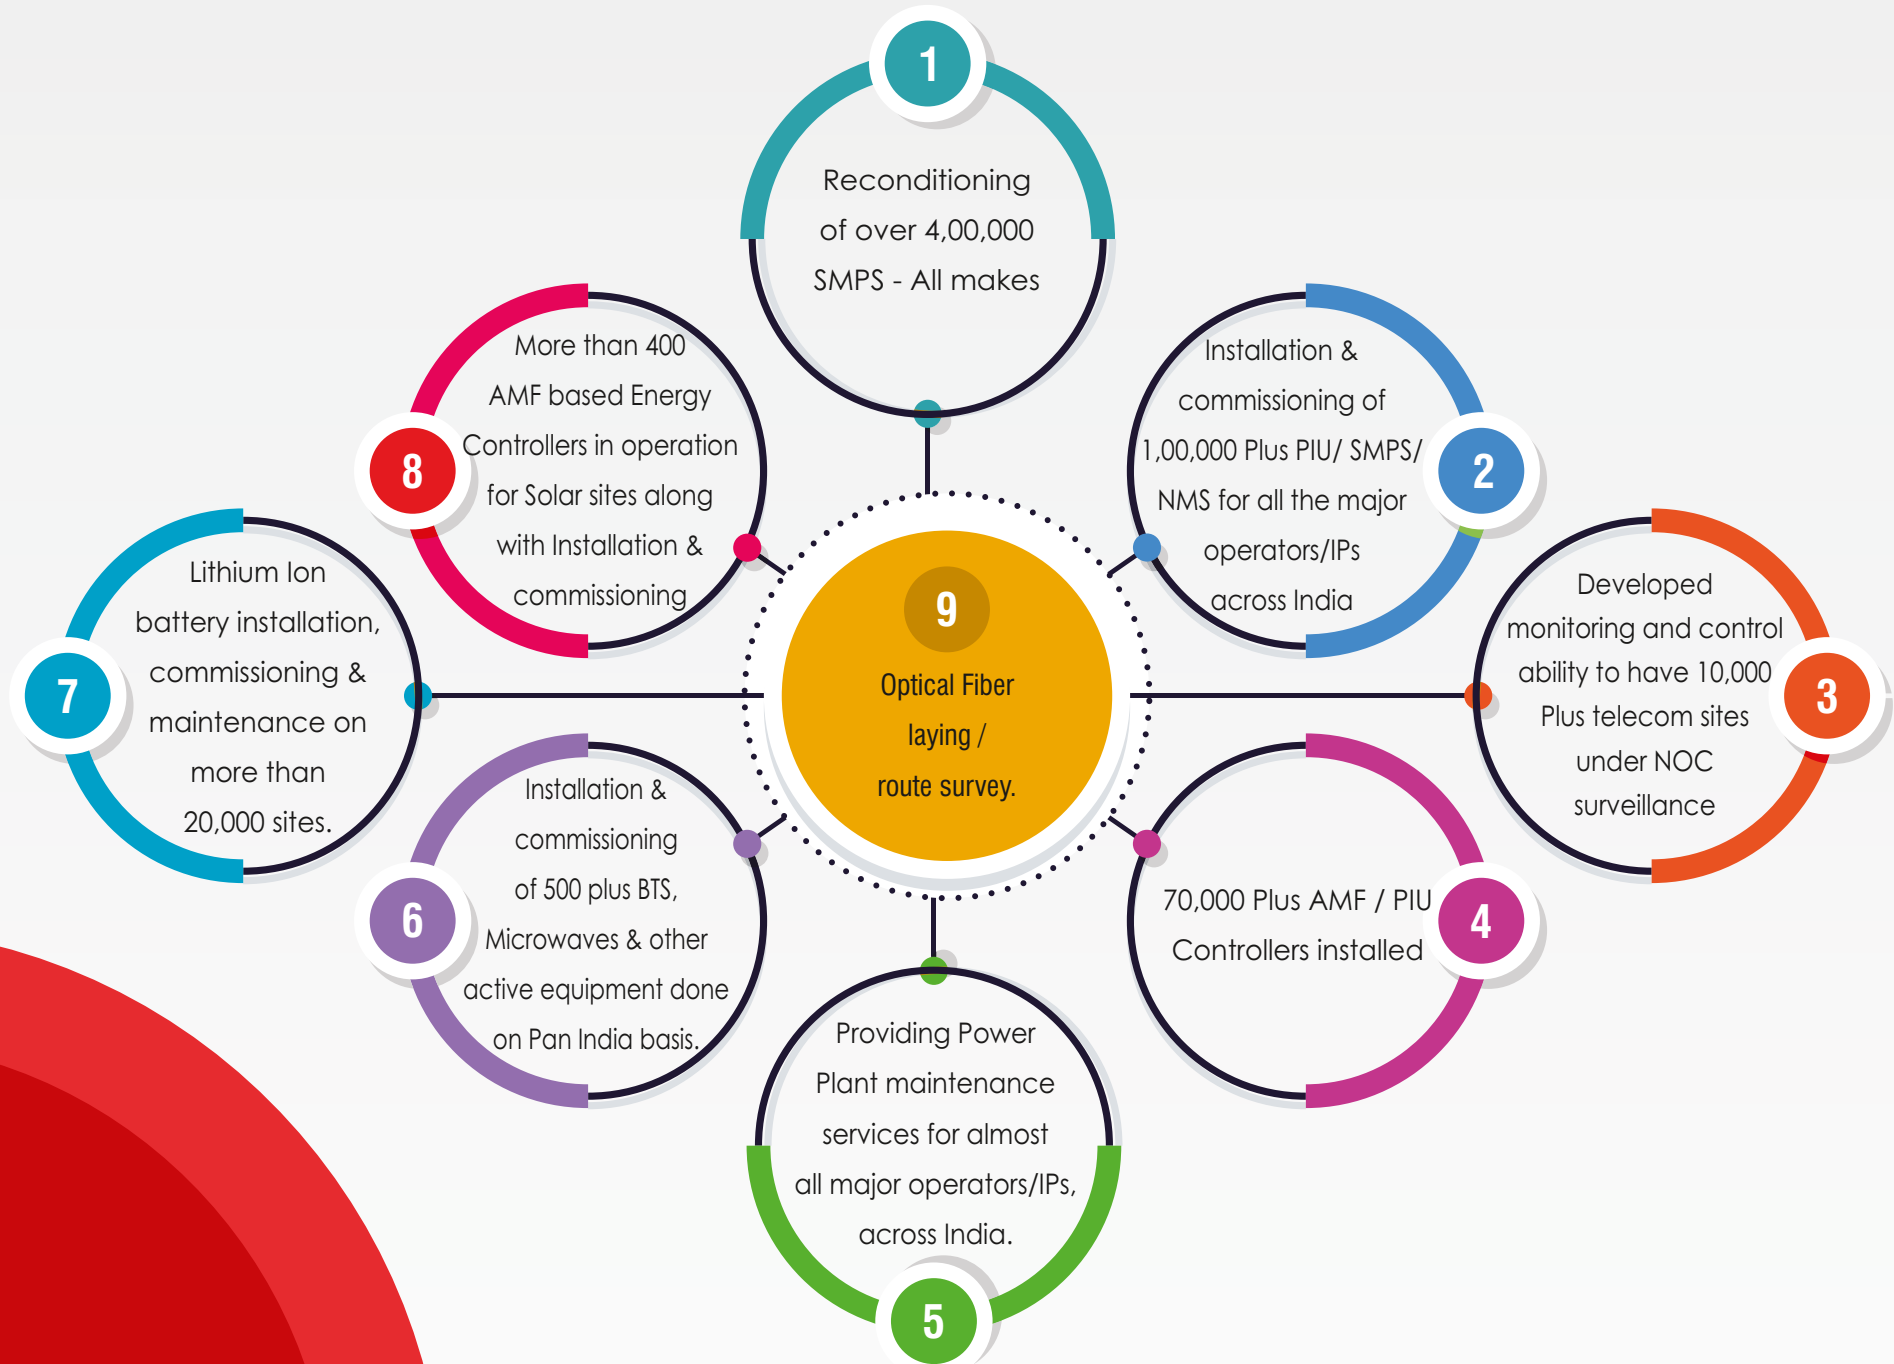 1
Reconditioning
of over 4,00,000
SMPS - All makes
2
Installation &
commissioning of
1,00,000 Plus PIU/ SMPS/
NMS for all the major
operators/IPs
across India
3
Developed
monitoring and control
ability to have 10,000
Plus telecom sites
under NOC
surveillance
4
70,000 Plus AMF / PIU
Controllers installed
5
Providing Power
Plant maintenance
services for almost
all major operators/IPs,
across India.
6
Installation &
commissioning
of 500 plus BTS,
Microwaves & other
active equipment done
on Pan India basis.
7
Lithium Ion
battery installation,
commissioning &
maintenance on
more than
20,000 sites.
8
More than 400
AMF based Energy
Controllers in operation
for Solar sites along
with Installation &
commissioning
9
Optical Fiber
laying /
route survey.